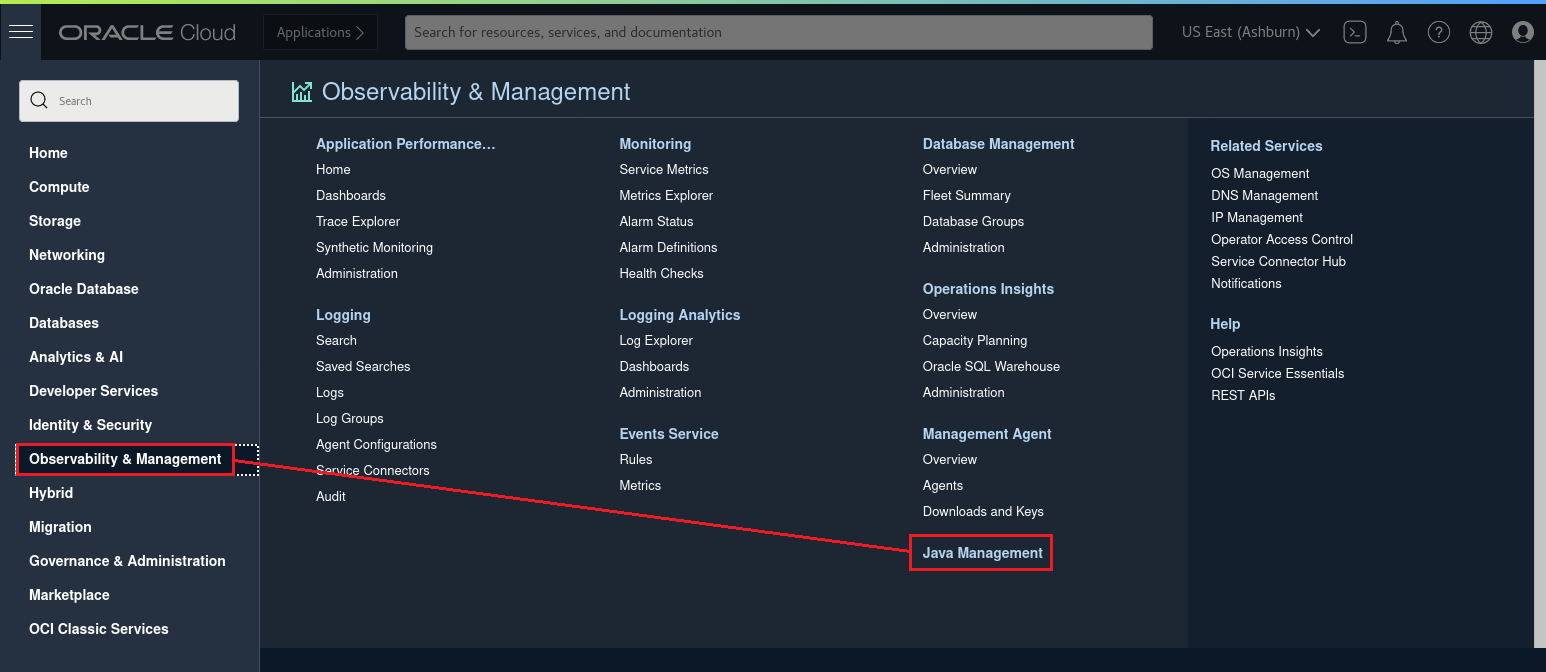 ORACLE Cloud
Applications
Search for resources, services, and documentation
US East (Ashburn)
Search
Home
Compute
Storage
Networking
Oracle Database
Databases
Analytics & AI
Developer Services
Identity & Security
Observability & Management
Hybrid
Migration
Governance & Administration
Marketplace
OCI Classic Services
Observability & Management
Application Performance…
Home
Dashboards
Trace Explorer
Synthetic Monitoring
Administration
Logging
Search
Saved Searches
Logs
Log Groups
Agent Configurations
Service Connectors
Audit
Monitoring
Service Metrics
Metrics Explorer
Alarm Status
Alarm Definitions
Health Checks
Logging Analytics
Log Explorer
Dashboards
Administration
Events Service
Rules
Metrics
Database Management
Overview
Fleet Summary
Database Groups
Administration
Operations Insights
Overview
Capacity Planning
Oracle SQL Warehouse
Administration
Management Agent
Overview
Agents
Downloads and Keys
Java Management
Related Services
OS Management
DNS Management
IP Management
Operator Access Control
Service Connector Hub
Notifications
Help
Operations Insights
OCI Service Essentials
REST APIs